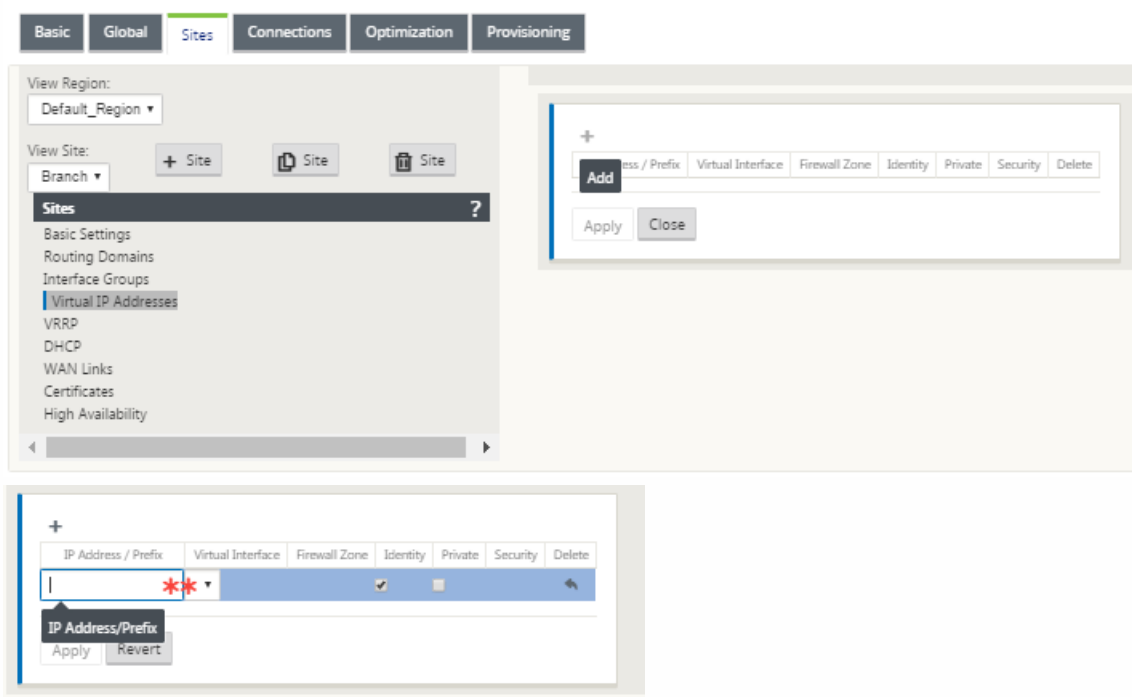 Basic Global Sites Connections Optimization Provisioning
View Region:
Default_Region
View Site:
Branch
+ Site Site Site
Sites ?
Basic Settings
Routing Domains
Interface Groups
Virtual IP Addresses
VRRP
DHCP
WAN Links
Certificates
High Availability
+
ess / Prefix Virtual Interface Firewall Zone Identity Private Security Delete
Add
Apply Close
+
IP Address / Prefix Virtual Interface Firewall Zone Identity Private Security Delete
**
IP Address/Prefix
Apply Revert